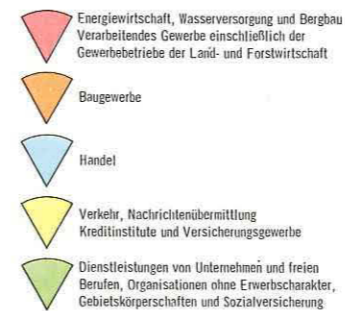 Energiewirtschaft, Wasserversorgung und Bergbau
Verarbeitendes Gewerbe einschließlich der
Gewerbebetriebe der Land- und Forstwirtschaft
Baugewerbe
Handel
Verkehr, Nachrichtenübermittlung
Kreditinstitute und Versicherungsgewerbe
Dienstleistungen von Unternehmen und freien
Berufen, Organisationen ohne Erwerbscharakter,
Gebietskörperschaften und Sozialversicherung